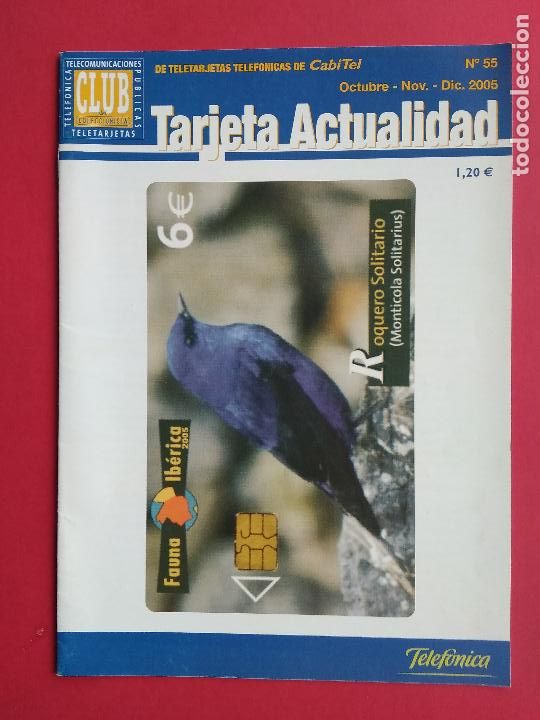 TELECOMUNICACIONES
TELEFONICA
PUBLICAS
CLUB
COLECCIONISTA
TELETARJETAS
DE TELETARJETAS TELEFONICAS DE CabiTel
Nº 55
Octubre - Nov. - Dic. 2005
Tarjeta Actualidad
1,20 €
6€
Roquero Solitario
(Monticola Solitarius)
Fauna Ibérica
2005
Telefónica
todocoleccion.net